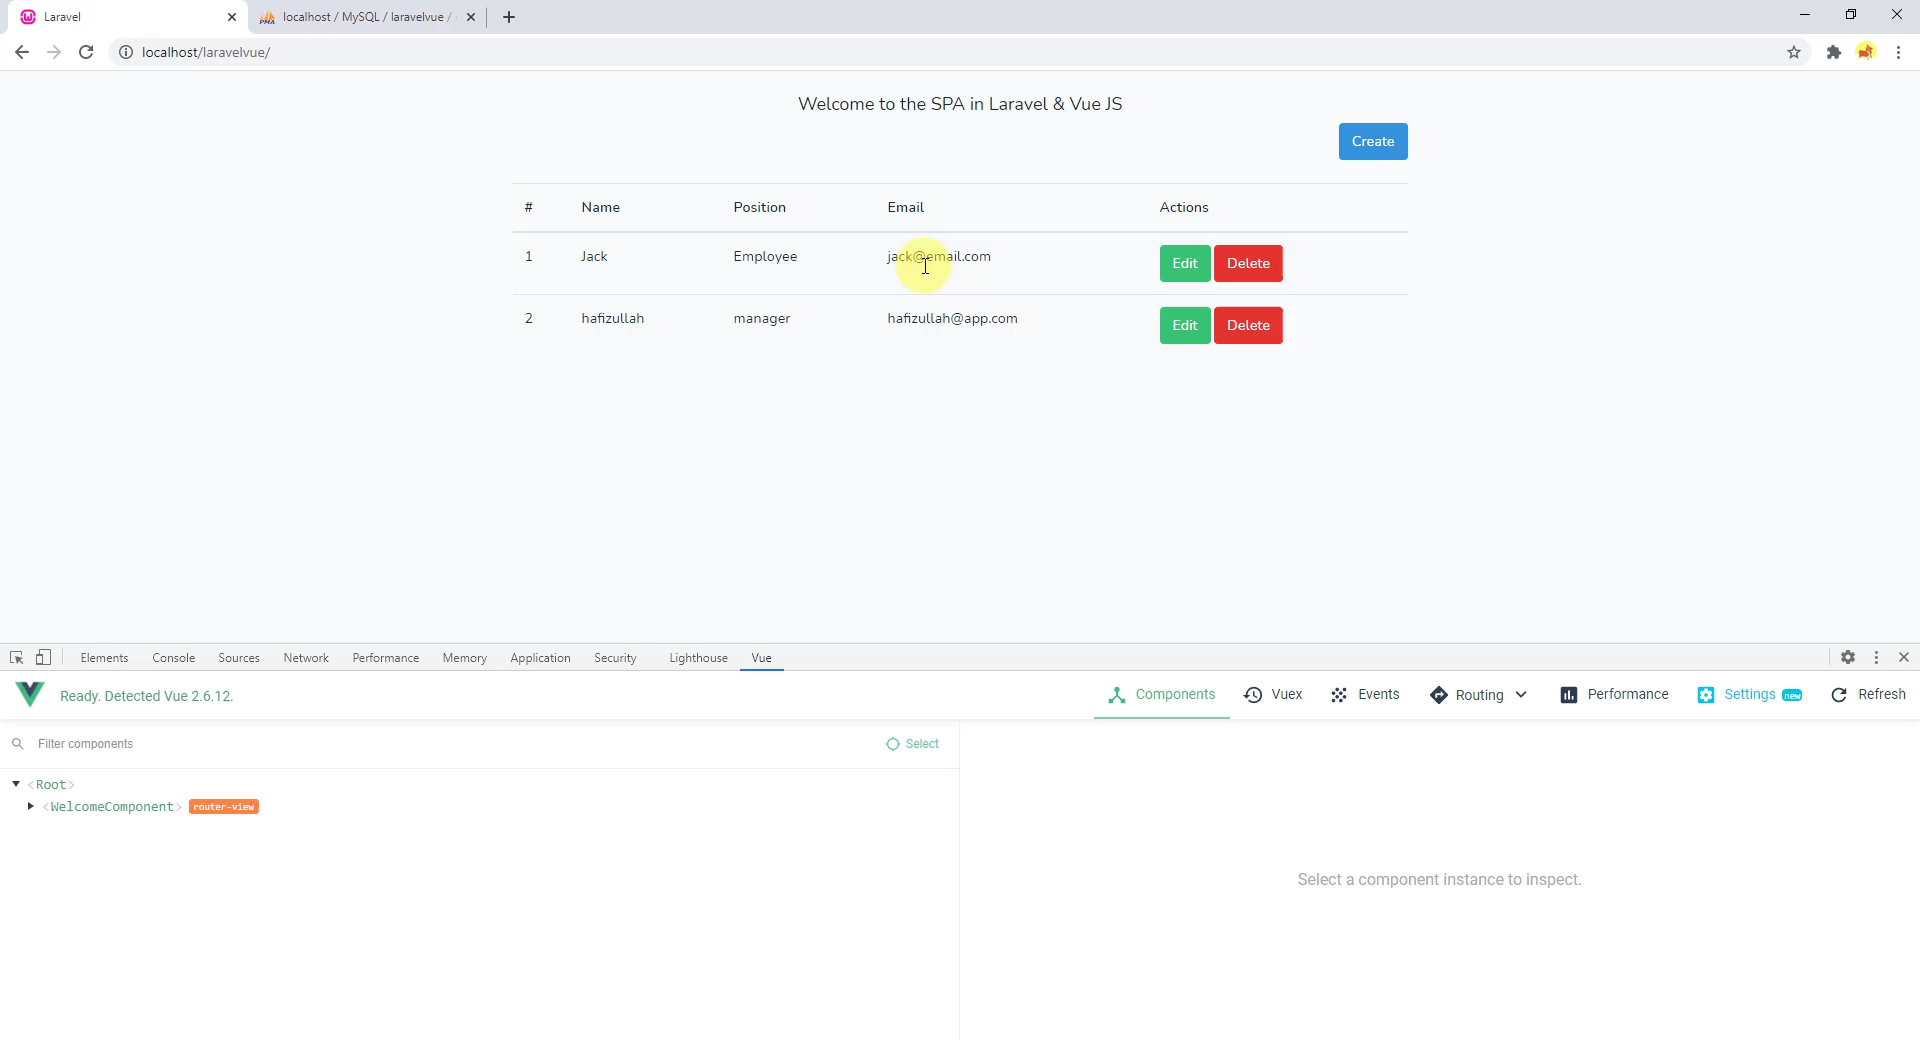 Laravel
localhost / MySQL / laravelvue /
localhost/laravelvue/
Welcome to the SPA in Laravel & Vue JS
Create
# Name Position Email Actions
1 Jack Employee jack@email.com Edit Delete
2 hafizullah manager hafizullah@app.com Edit Delete
Elements Console Sources Network Performance Memory Application Security Lighthouse Vue
Ready. Detected Vue 2.6.12. Components Vuex Events Routing Performance Settings new Refresh
Filter components Select
<Root>
<WelcomeComponent> router-view
Select a component instance to inspect.